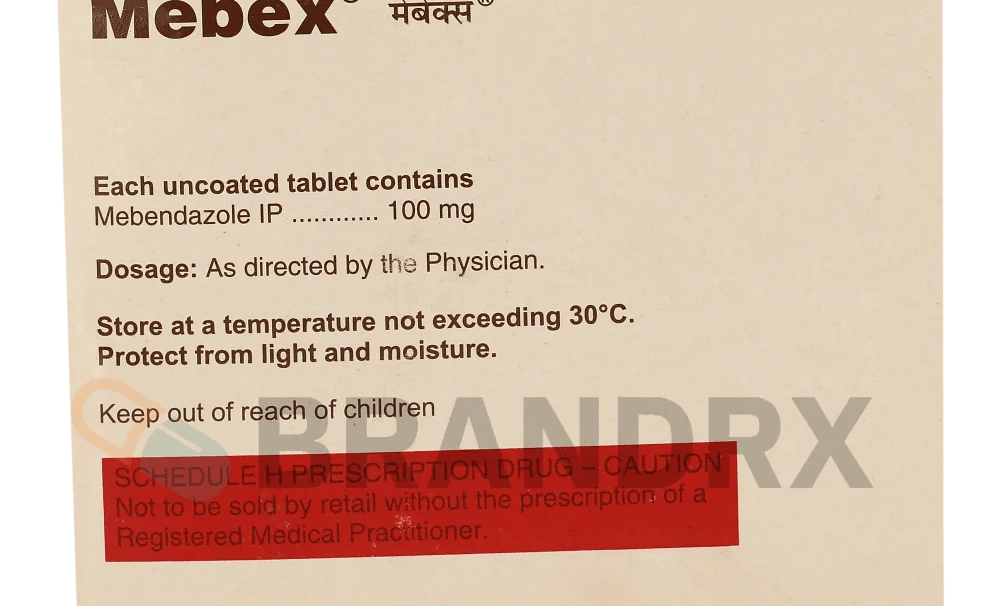 Mebex® मेबेक्स®
Each uncoated tablet contains
Mebendazole IP ............ 100 mg
Dosage: As directed by the Physician.
Store at a temperature not exceeding 30°C.
Protect from light and moisture.
Keep out of reach of children
BRANDRX
SCHEDULE H PRESCRIPTION DRUG – CAUTION
Not to be sold by retail without the prescription of a
Registered Medical Practitioner.